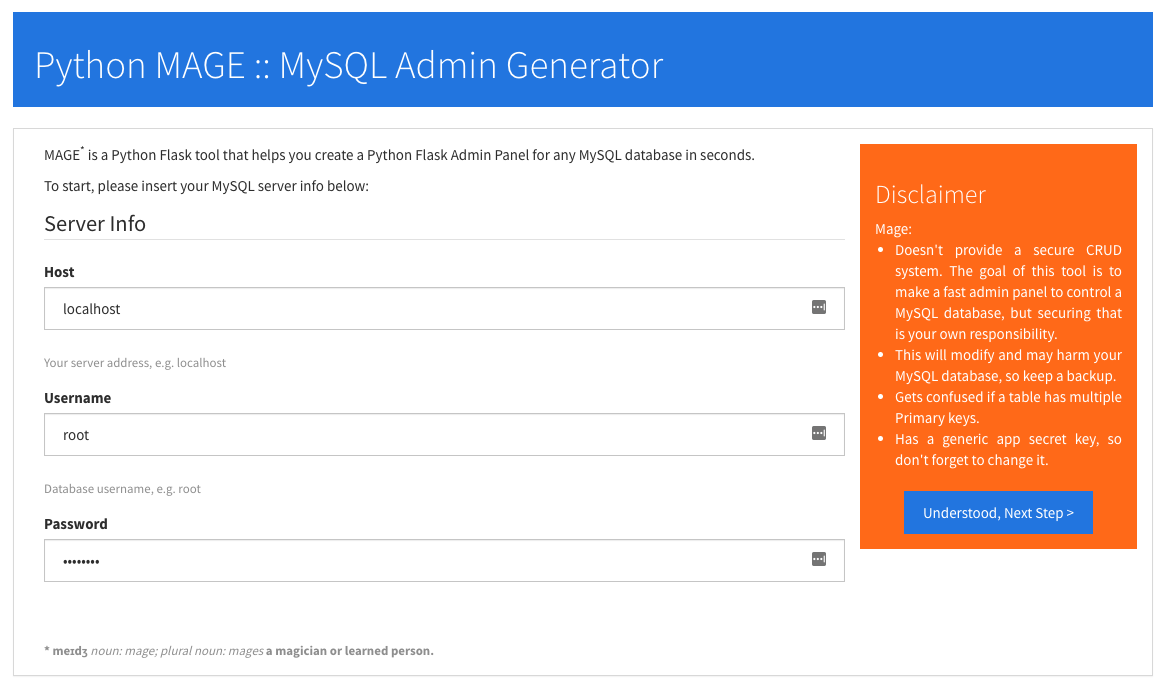 Python MAGE :: MySQL Admin Generator
MAGE* is a Python Flask tool that helps you create a Python Flask Admin Panel for any MySQL database in seconds.
To start, please insert your MySQL server info below:
Server Info
Host
localhost
Your server address, e.g. localhost
Username
root
Database username, e.g. root
Password
••••••••
* meɪdʒ noun: mage; plural noun: mages a magician or learned person.
Disclaimer
Mage:
• Doesn't provide a secure CRUD
system. The goal of this tool is to
make a fast admin panel to control a
MySQL database, but securing that
is your own responsibility.
• This will modify and may harm your
MySQL database, so keep a backup.
• Gets confused if a table has multiple
Primary keys.
• Has a generic app secret key, so
don't forget to change it.
Understood, Next Step >